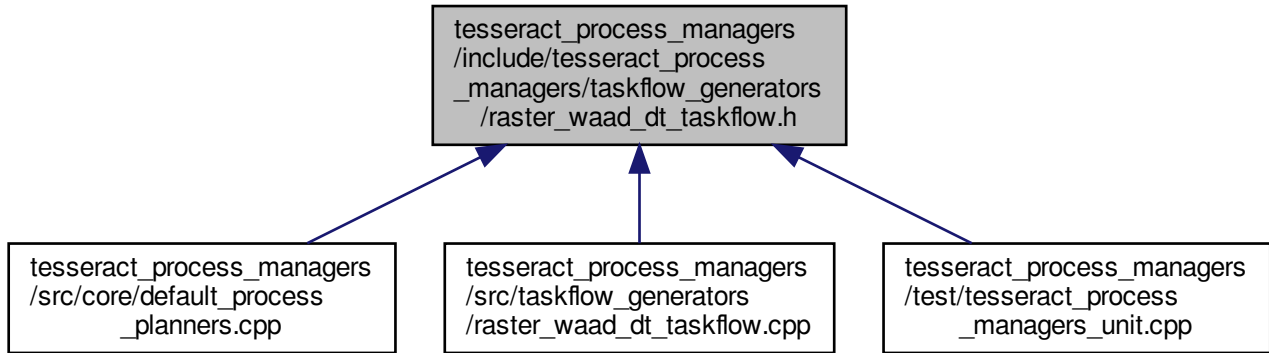 tesseract_process_managers
/include/tesseract_process
_managers/taskflow_generators
/raster_waad_dt_taskflow.h
tesseract_process_managers
/src/core/default_process
_planners.cpp
tesseract_process_managers
/src/taskflow_generators
/raster_waad_dt_taskflow.cpp
tesseract_process_managers
/test/tesseract_process
_managers_unit.cpp